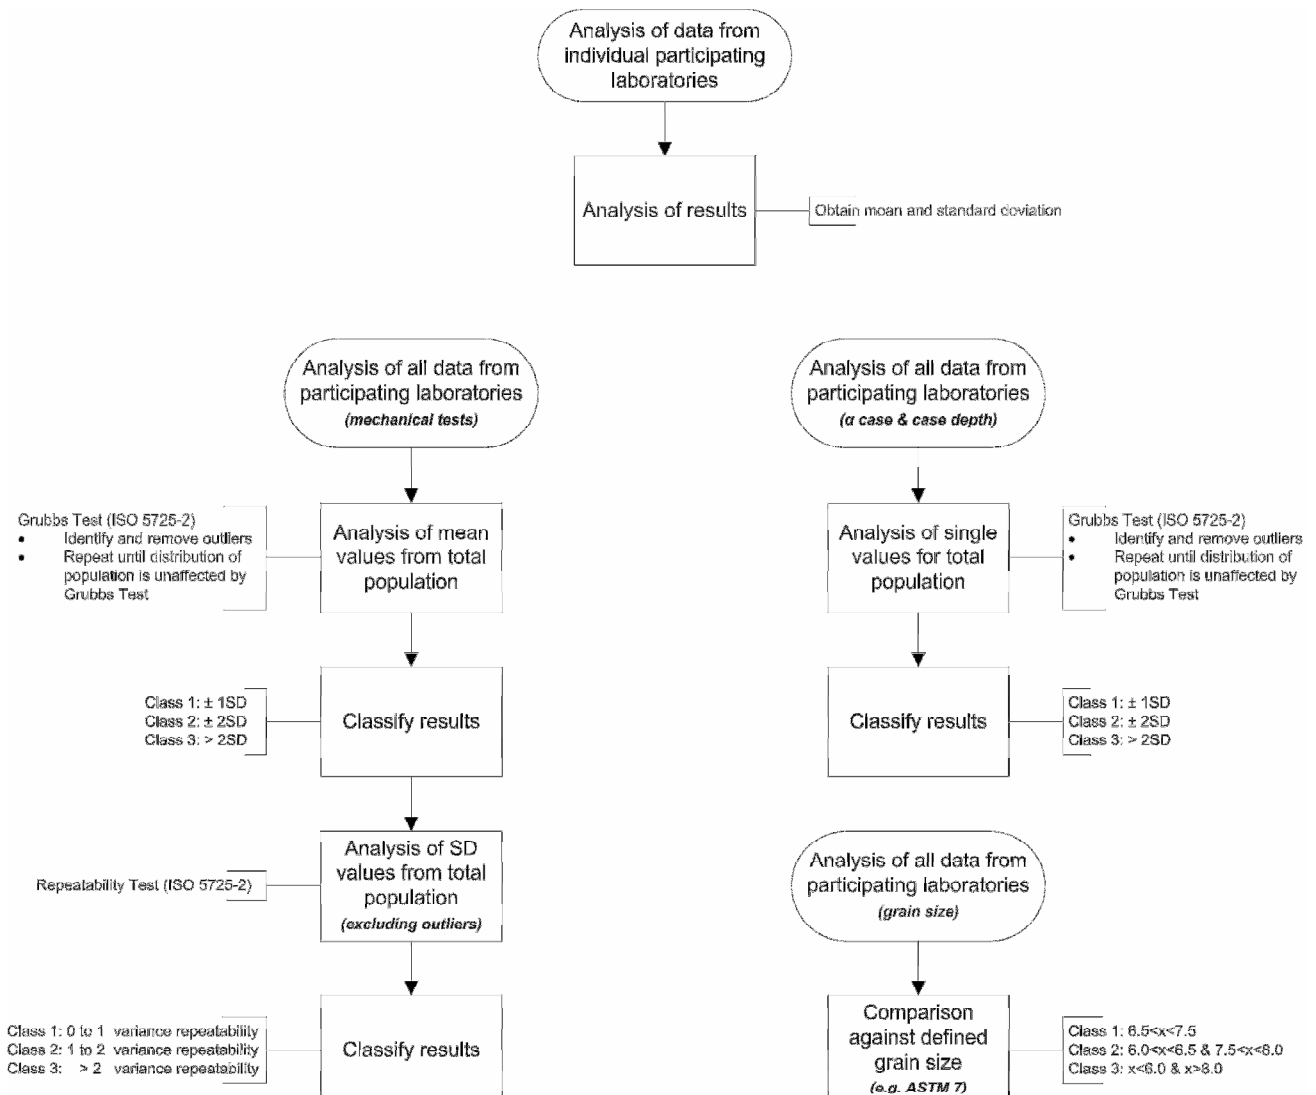 Analysis of data from
individual participating
laboratories
Analysis of results
Obtain moan and standard doviation
Analysis of all data from
participating laboratories
(mechanical tests)
Grubbs Test (ISO 5725-2)
• Identify and remove outliers
• Repeat until distribution of
population is unaffected by
Grubbs Test
Analysis of mean
values from total
population
Class 1: ± 1SD
Class 2: ± 2SD
Class 3: > 2SD
Classify results
Repeatability Test (ISO 5725-2)
Analysis of SD
values from total
population
(excluding outliers)
Class 1: 0 to 1 variance repeatability
Class 2: 1 to 2 variance repeatability
Class 3: > 2 variance repeatability
Classify results
Analysis of all data from
participating laboratories
(α case & case depth)
Analysis of single
values for total
population
Grubbs Test (ISO 5725-2)
• Identify and remove outliers
• Repeat until distribution of
population is unaffected by
Grubbs Test
Classify results
Class 1: ± 1SD
Class 2: ± 2SD
Class 3: > 2SD
Analysis of all data from
participating laboratories
(grain size)
Comparison
against defined
grain size
(e.g. ASTM 7)
Class 1: 6.5<x<7.5
Class 2: 6.0<x<6.5 & 7.5<x<8.0
Class 3: x<6.0 & x>8.0